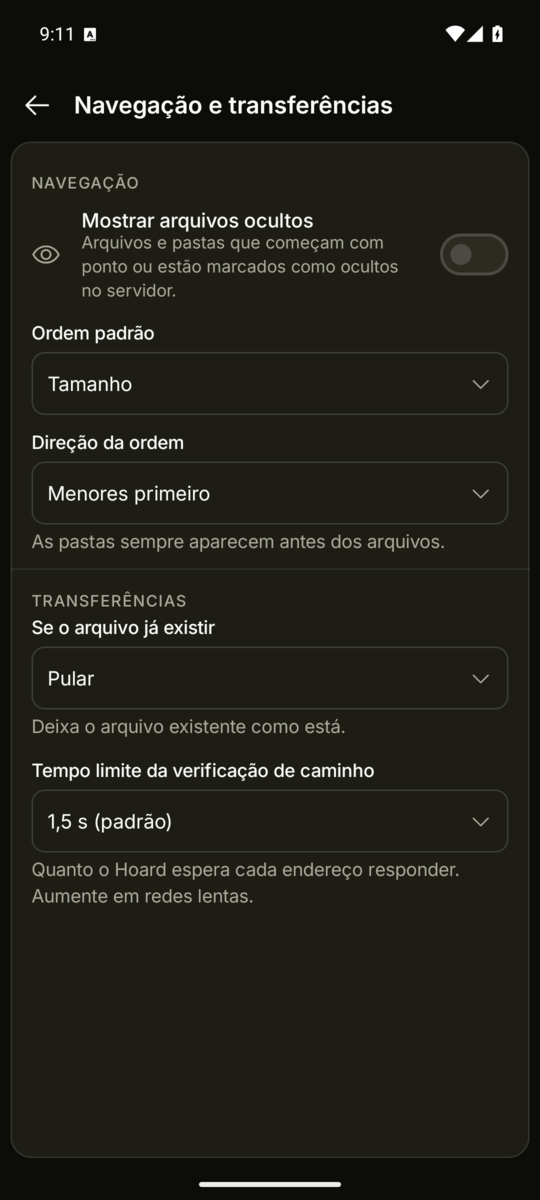 9:11
Navegação e transferências
NAVEGAÇÃO
Mostrar arquivos ocultos
Arquivos e pastas que começam com
ponto ou estão marcados como ocultos
no servidor.
Ordem padrão
Tamanho
Direção da ordem
Menores primeiro
As pastas sempre aparecem antes dos arquivos.
TRANSFERÊNCIAS
Se o arquivo já existir
Pular
Deixa o arquivo existente como está.
Tempo limite da verificação de caminho
1,5 s (padrão)
Quanto o Hoard espera cada endereço responder.
Aumente em redes lentas.